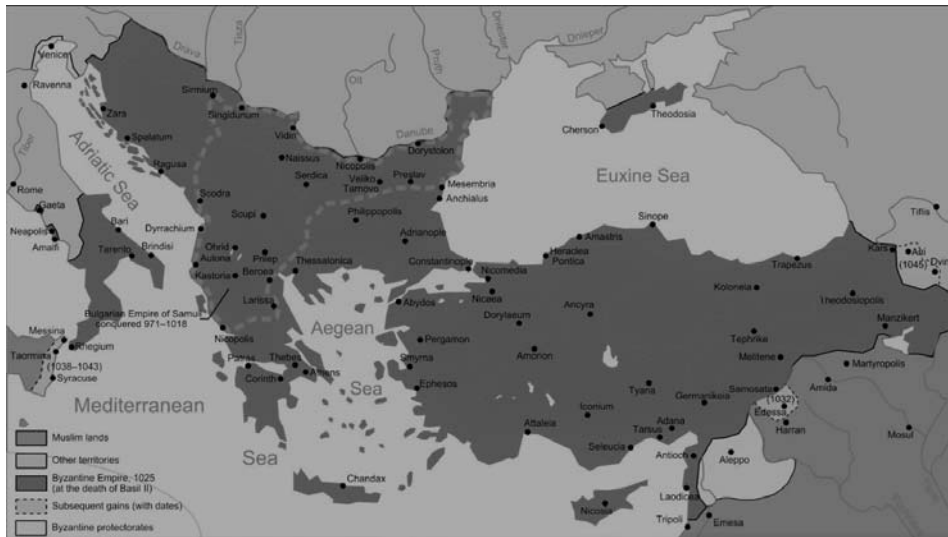 Drava
Tisza
Pruth
Dniester
Dnieper
Olt
Venice
Ravenna
Sirmium
Singidunum
Zara
Spalatum
Ragusa
Vidin
Naissus
Serdica
Danube
Nicopolis
Dorystolon
Veliko
Tarnovo
Preslav
Mesembria
Anchialus
Cherson
Theodosia
Tiber
Adriatic Sea
Euxine Sea
Rome
Gaeta
Neapolis
Amalfi
Bari
Tarento
Brindisi
Scodra
Scupi
Dyrrachium
Ohrid
Aulona
Kastoria
Beroea
Thessalonica
Philippopolis
Adrianople
Constantinople
Nicomedia
Nicaea
Heraclea
Pontica
Amastris
Sinope
Trapezus
Tiflis
Kars
Ani
(1045)
Dvin
Koloneia
Theodosiopolis
Manzikert
Larissa
Bulgarian Empire of Samuil
conquered 971–1018
Nicopolis
Aegean
Sea
Abydos
Dorylaeum
Ancyra
Tephrike
Melitene
Martyropolis
Messina
Rhegium
Taormina
(1038–1043)
Syracuse
Patras
Thebes
Athens
Corinth
Pergamon
Smyrna
Ephesos
Amorion
Tyana
Iconium
Germanikeia
Samosata
(1032)
Edessa
Harran
Amida
Mosul
Mediterranean
Sea
Attaleia
Adana
Tarsus
Seleucia
Antioch
Aleppo
Chandax
Nicosia
Laodicea
Tripoli
Emesa
Muslim lands
Other territories
Byzantine Empire, 1025
(at the death of Basil II)
Subsequent gains (with dates)
Byzantine protectorates